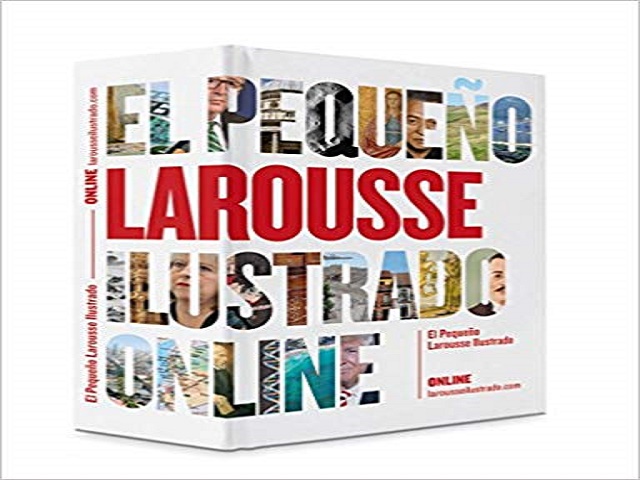 EL PEQUEÑO
LAROUSSE
ILUSTRADO
ONLINE
El Pequeño
Larousse Ilustrado
ONLINE
larousseilustrado.com
El Pequeño Larousse Ilustrado
ONLINE
larousseilustrado.com